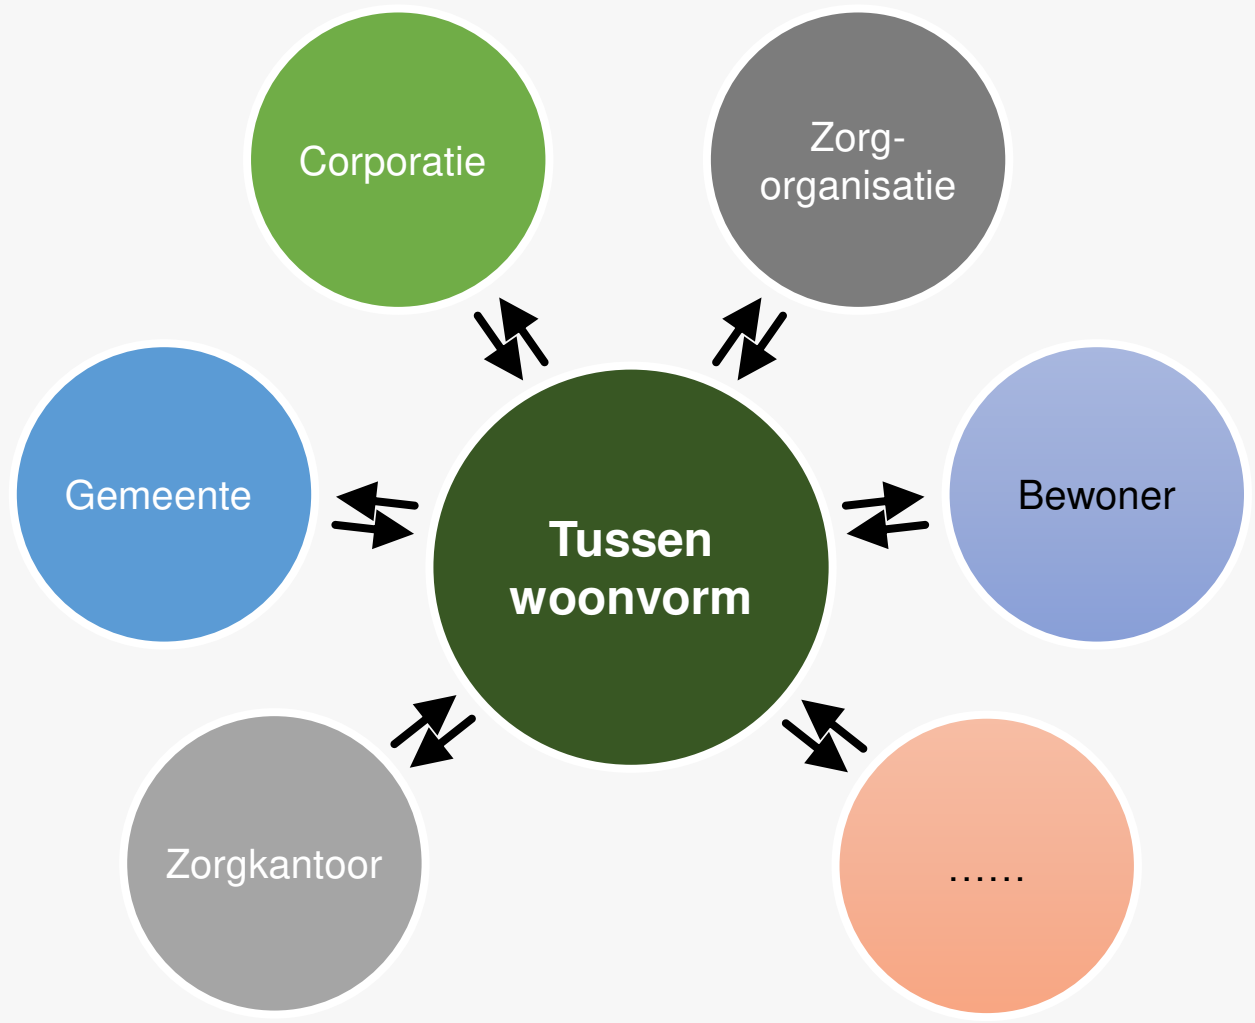 Corporatie
Zorg-
organisatie
Gemeente
Bewoner
Tussen
woonvorm
Zorgkantoor
......